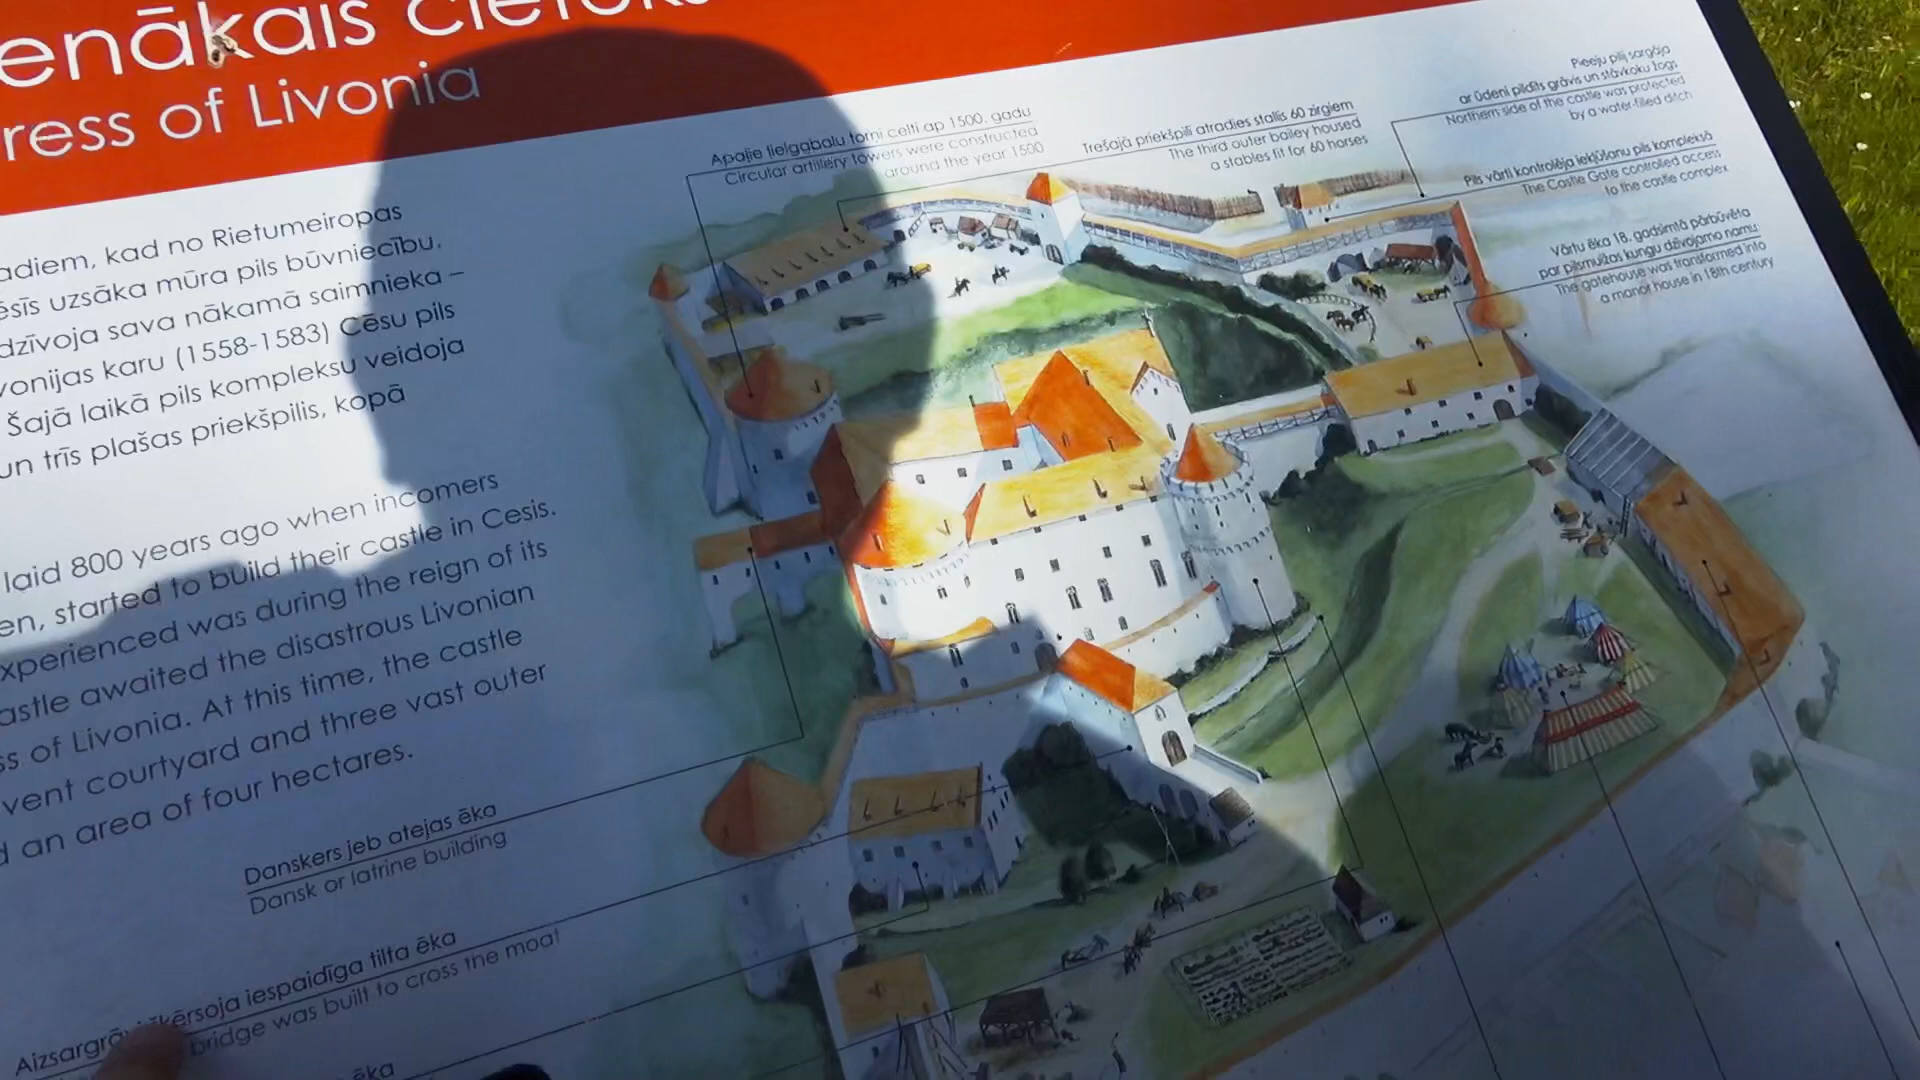 enākais
ress of Livonia
Apaļie lielgabalu torņi celti ap 1500. gadu
Circular artillery towers were constructed
around the year 1500
Trešajā priekšpilī atradies stallis 60 zirgiem
The third outer bailey housed
a stables fit for 60 horses
Pieeju pilij sargāja
ar ūdeni pildīts grāvis un stāvkoku žogs
Northern side of the castle was protected
by a water-filled ditch
Pils vārti kontrolēja iekļūšanu pils kompleksā
The Castle Gate controlled access
to the castle complex
Vārtu ēka 18. gadsimtā pārbūvēta
par pilsmuižas kungu dzīvojamo namu
The gatehouse was transformed into
a manor house in 18th century
adiem, kad no Rietumeiropas
ēsīs uzsāka mūra pils būvniecību.
dzīvoja sava nākamā saimnieka –
vonijas karu (1558-1583) Cēsu pils
Šajā laikā pils kompleksu veidoja
un trīs plašas priekšpilis, kopā
laid 800 years ago when incomers
en, started to build their castle in Cesis.
xperienced was during the reign of its
astle awaited the disastrous Livonian
ss of Livonia. At this time, the castle
vent courtyard and three vast outer
d an area of four hectares.
Danskers jeb atejas ēka
Dansk or latrine building
šķērsoja iespaidīga tilta ēka
bridge was built to cross the moat
ēka